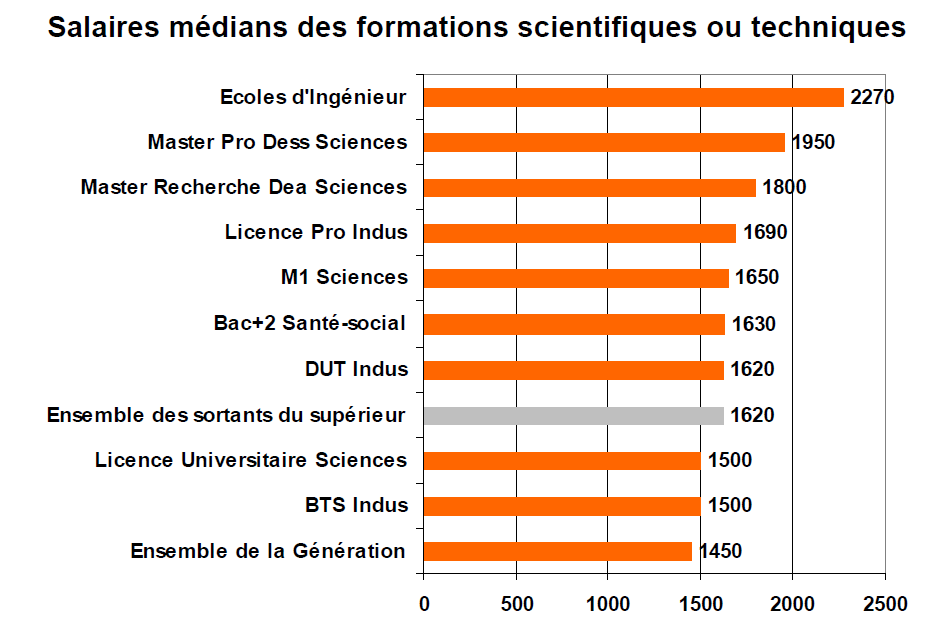 Salaires médians des formations scientifiques ou techniques
Ecoles d'Ingénieur 2270
Master Pro Dess Sciences 1950
Master Recherche Dea Sciences 1800
Licence Pro Indus 1690
M1 Sciences 1650
Bac+2 Santé-social 1630
DUT Indus 1620
Ensemble des sortants du supérieur 1620
Licence Universitaire Sciences 1500
BTS Indus 1500
Ensemble de la Génération 1450
0 500 1000 1500 2000 2500